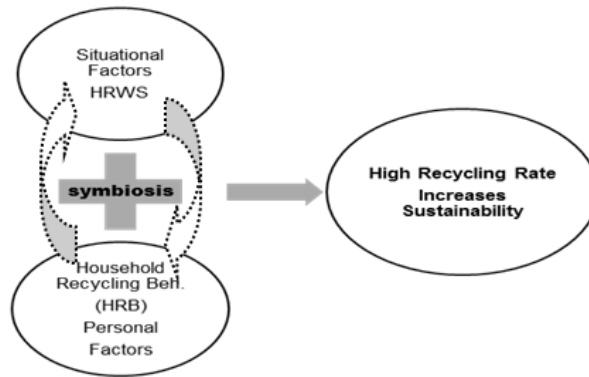 Situational
Factors
HRWS
symbiosis
Household
Recycling Beh.
(HRB)
Personal
Factors
High Recycling Rate
Increases
Sustainability